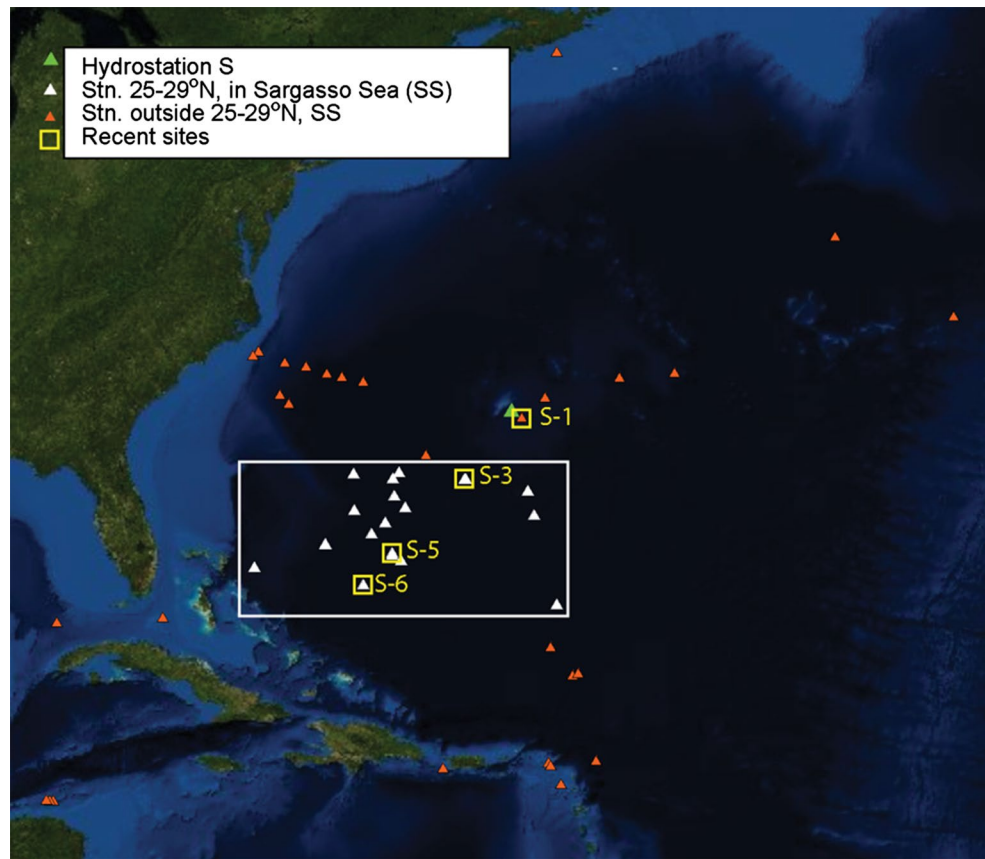 Hydrostation S
Stn. 25-29°N, in Sargasso Sea (SS)
Stn. outside 25-29°N, SS
Recent sites
S-1
S-3
S-5
S-6